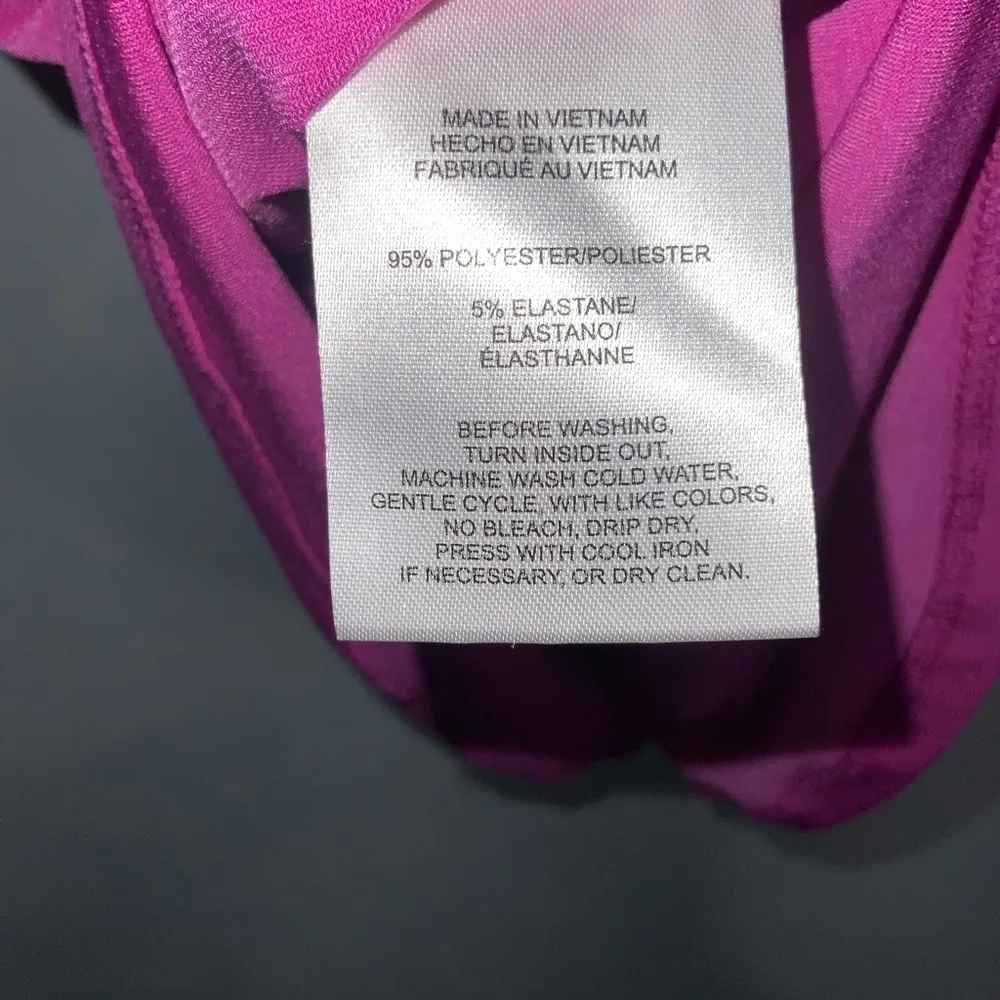 MADE IN VIETNAM
HECHO EN VIETNAM
FABRIQUÉ AU VIETNAM
95% POLYESTER/POLIESTER
5% ELASTANE/
ELASTANO/
ÉLASTHANNE
BEFORE WASHING,
TURN INSIDE OUT,
MACHINE WASH COLD WATER,
GENTLE CYCLE, WITH LIKE COLORS,
NO BLEACH, DRIP DRY,
PRESS WITH COOL IRON
IF NECESSARY, OR DRY CLEAN.